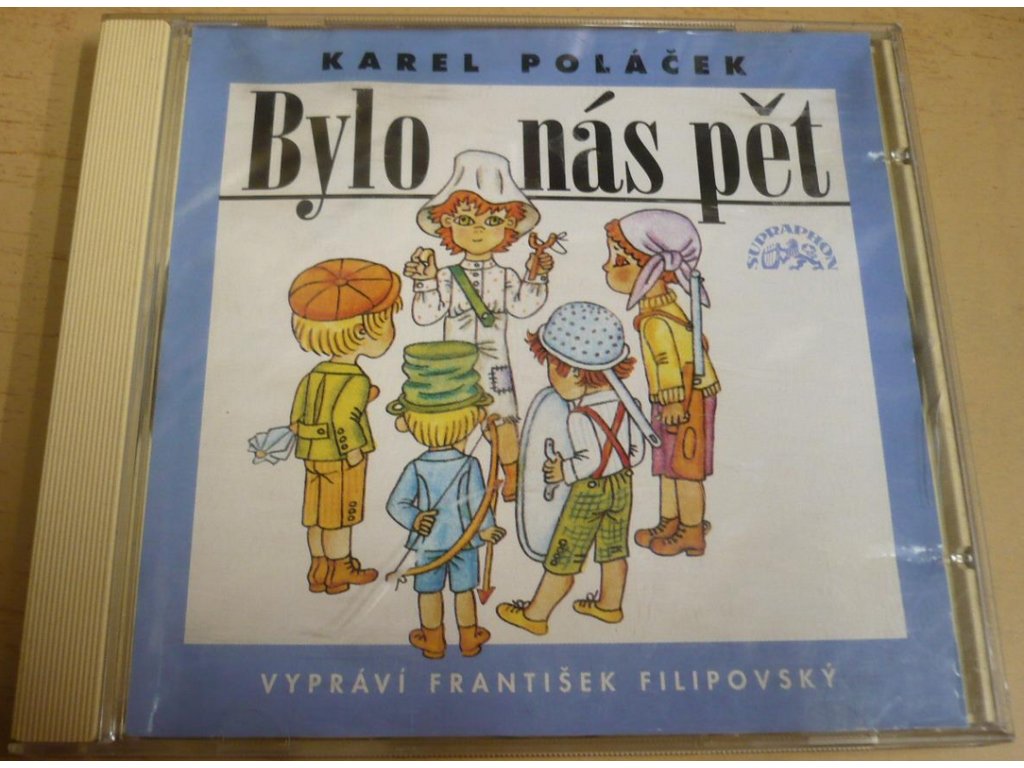 KAREL POLÁČEK
Bylo nás pět
SUPRAPHON
VYPRÁVÍ FRANTIŠEK FILIPOVSKÝ